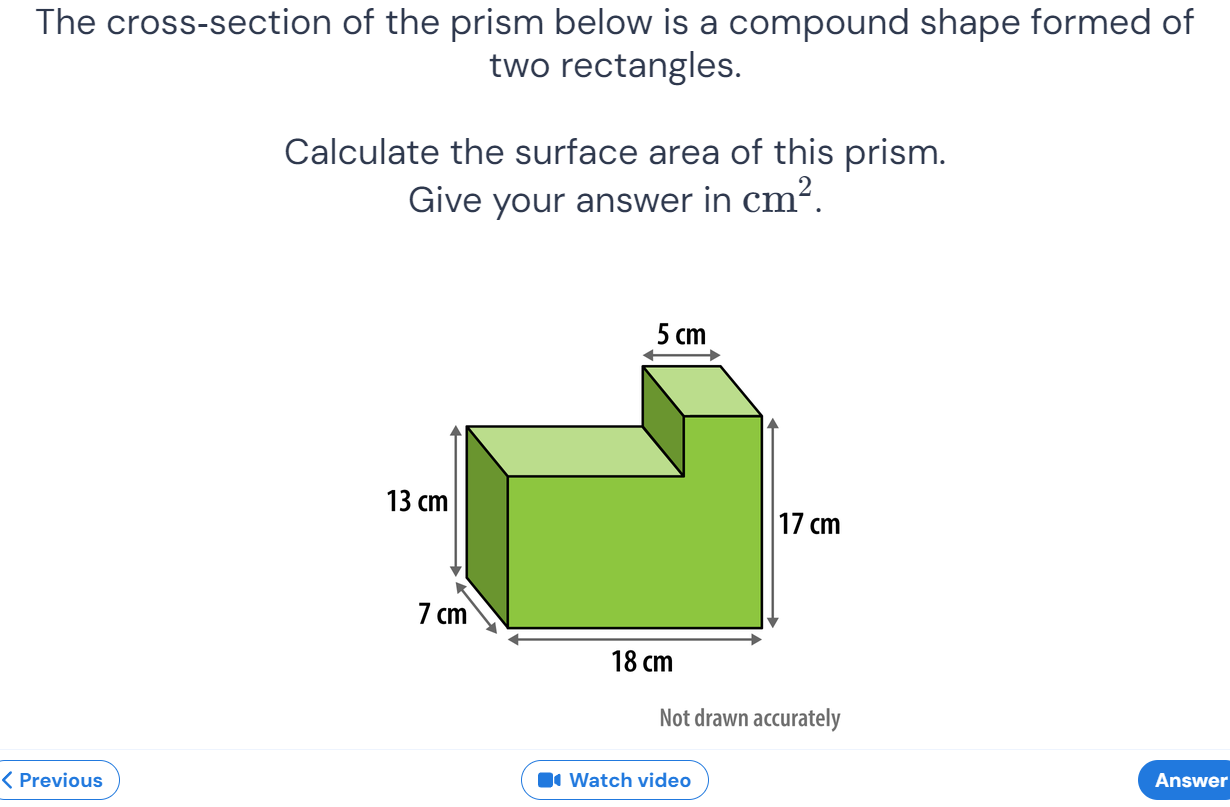 The cross-section of the prism below is a compound shape formed of
two rectangles.
Calculate the surface area of this prism.
Give your answer in cm².
5 cm
13 cm
17 cm
7 cm
18 cm
Not drawn accurately
Previous
Watch video
Answer